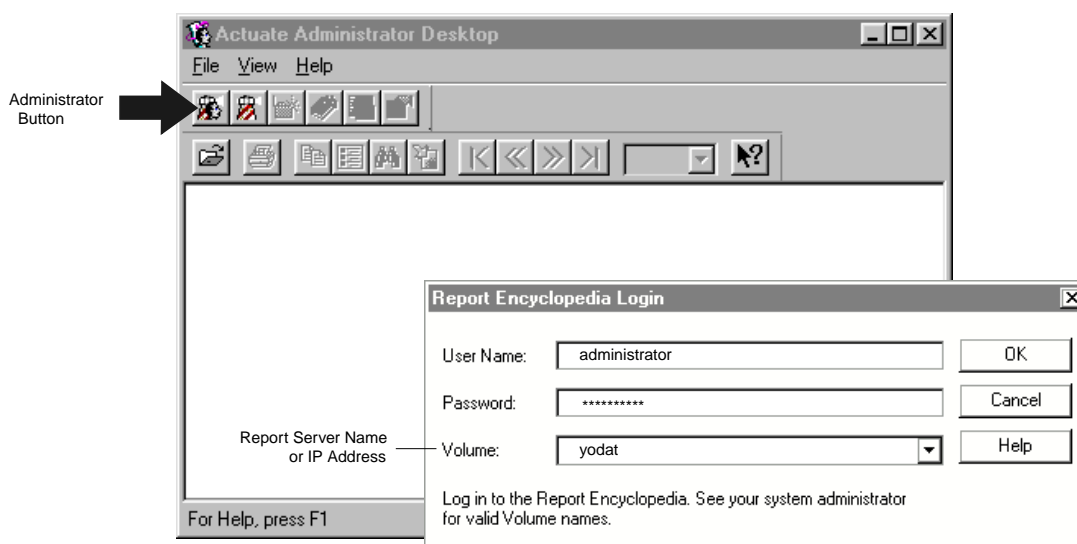 Actuate Administrator Desktop
File View Help
Administrator
Button
Report Encyclopedia Login
User Name: administrator OK
Password: ********** Cancel
Report Server Name
or IP Address
Volume: yodat Help
Log in to the Report Encyclopedia. See your system administrator
for valid Volume names.
For Help, press F1